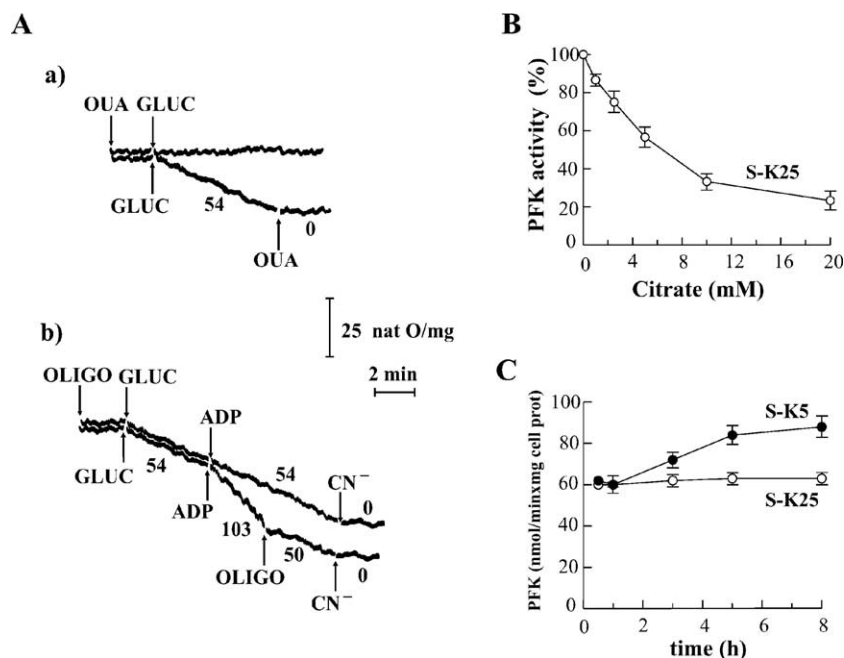 A
a)
OUA GLUC
GLUC
54
0
OUA
25 nat O/mg
2 min
b)
OLIGO GLUC
ADP
GLUC
54
54
CN⁻
0
ADP
103
50
OLIGO
0
CN⁻
B
PFK activity (%)
100
80
60
40
20
0
S-K25
0 4 8 12 16 20
Citrate (mM)
C
PFK (nmol/minxmg cell prot)
100
80
60
40
20
0
S-K5
S-K25
0 2 4 6 8
time (h)